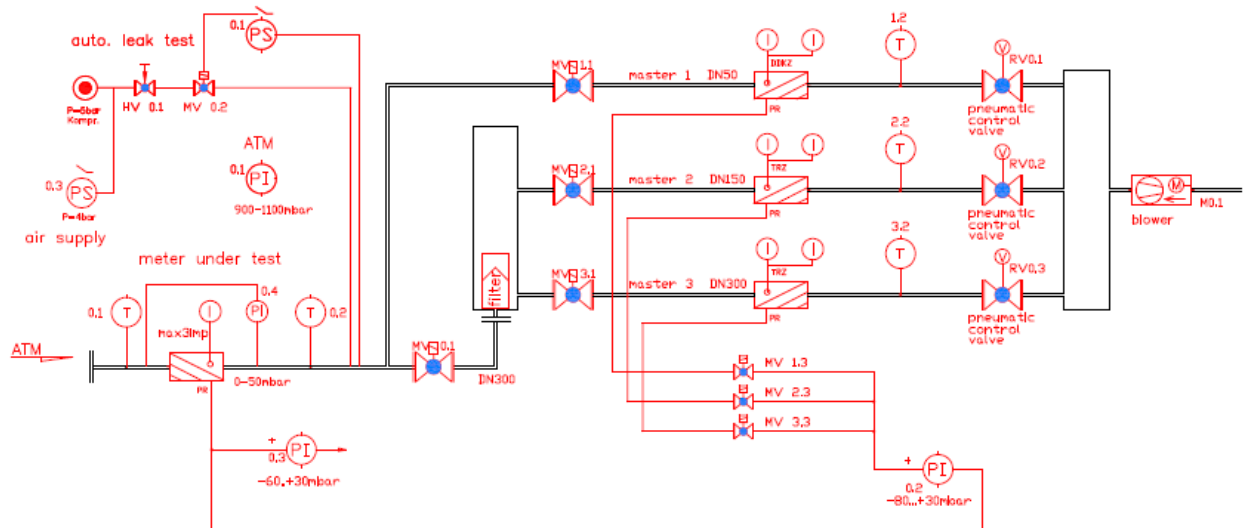 0.1
PS
auto. leak test
P=6bar
Kompr.
HV 0.1
MV 0.2
ATM
0.1
PI
900-1100mbar
0.3
PS
P=4bar
air supply
meter under test
0.1
T
max3imp
I
0.4
PI
T
0.2
ATM
PR
0-50mbar
MV 0.1
DN300
filter
+
0.3
PI
-60.+30mbar
MV 1.1
master 1 DN50
I
I
DDKZ
PR
1.2
T
V
RV0.1
pneumatic
control
valve
MV 2.1
master 2 DN150
I
I
TRZ
PR
2.2
T
V
RV0.2
pneumatic
control
valve
MV 3.1
master 3 DN300
I
I
TRZ
PR
3.2
T
V
RV0.3
pneumatic
control
valve
M
M0.1
blower
MV 1.3
MV 2.3
MV 3.3
+
PI
0.2
-80...+30mbar